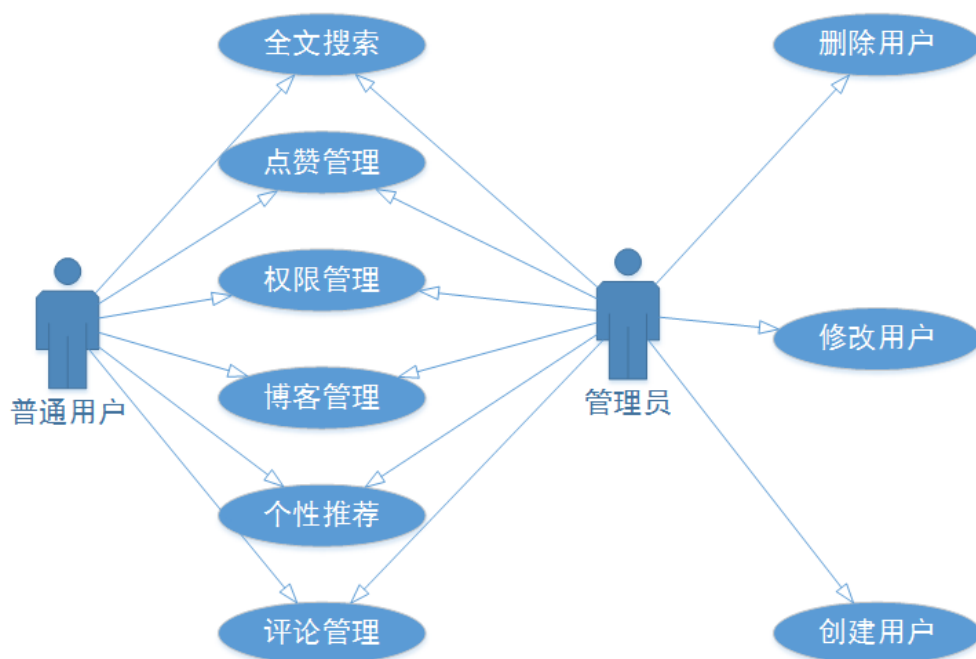 全文搜索
删除用户
点赞管理
权限管理
修改用户
博客管理
普通用户
管理员
个性推荐
评论管理
创建用户